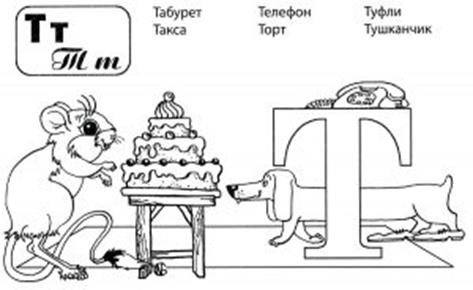 Тт
Тт
Табурет Телефон Туфли
Такса Торт Тушканчик
Т